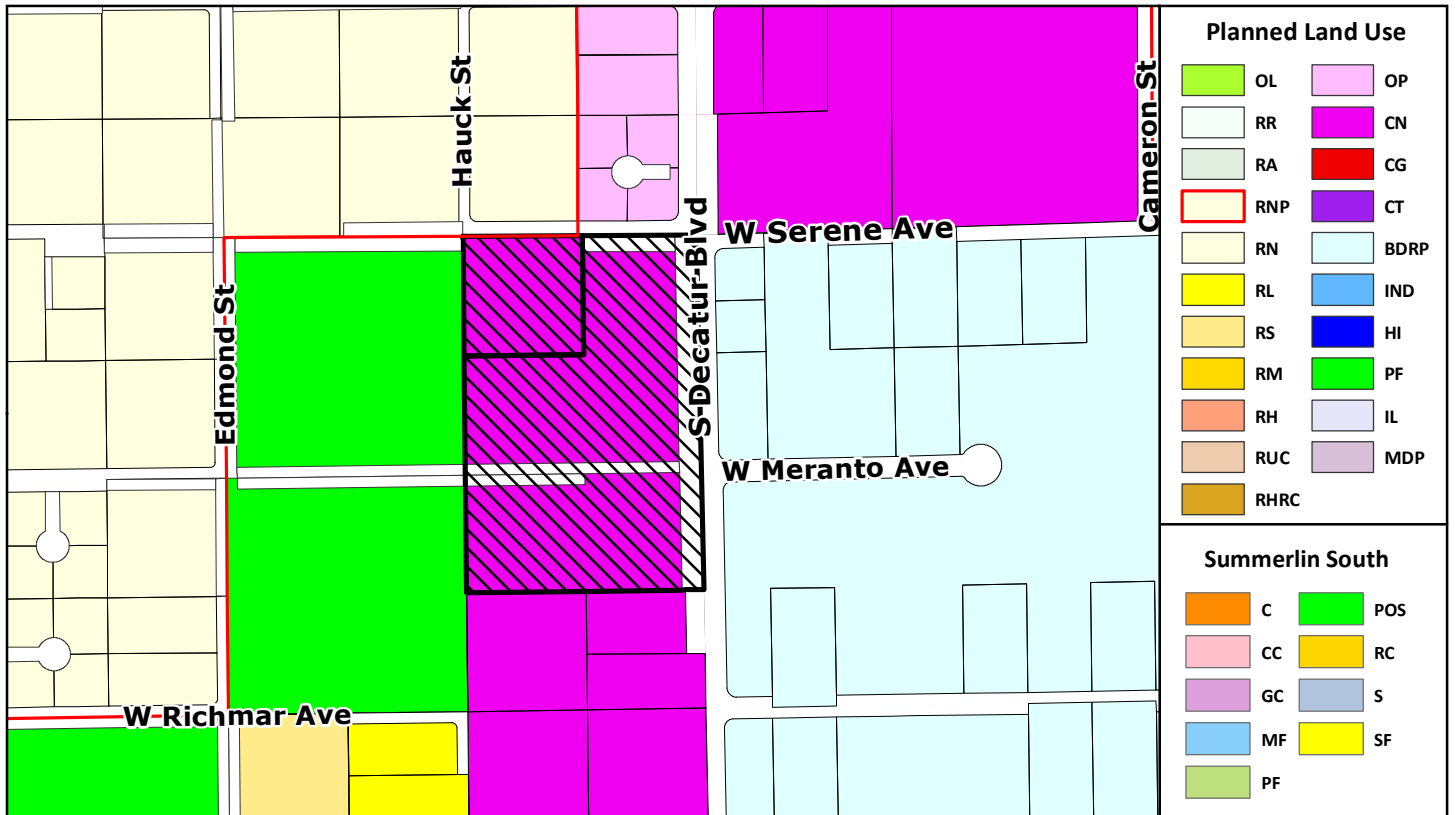 Hauck St
Cameron St
S Decatur Blvd
W Serene Ave
Edmond St
W Meranto Ave
W Richmar Ave
Planned Land Use
OL
OP
RR
CN
RA
CG
RNP
CT
RN
BDRP
RL
IND
RS
HI
RM
PF
RH
IL
RUC
MDP
RHRC
Summerlin South
C
POS
CC
RC
GC
S
MF
SF
PF